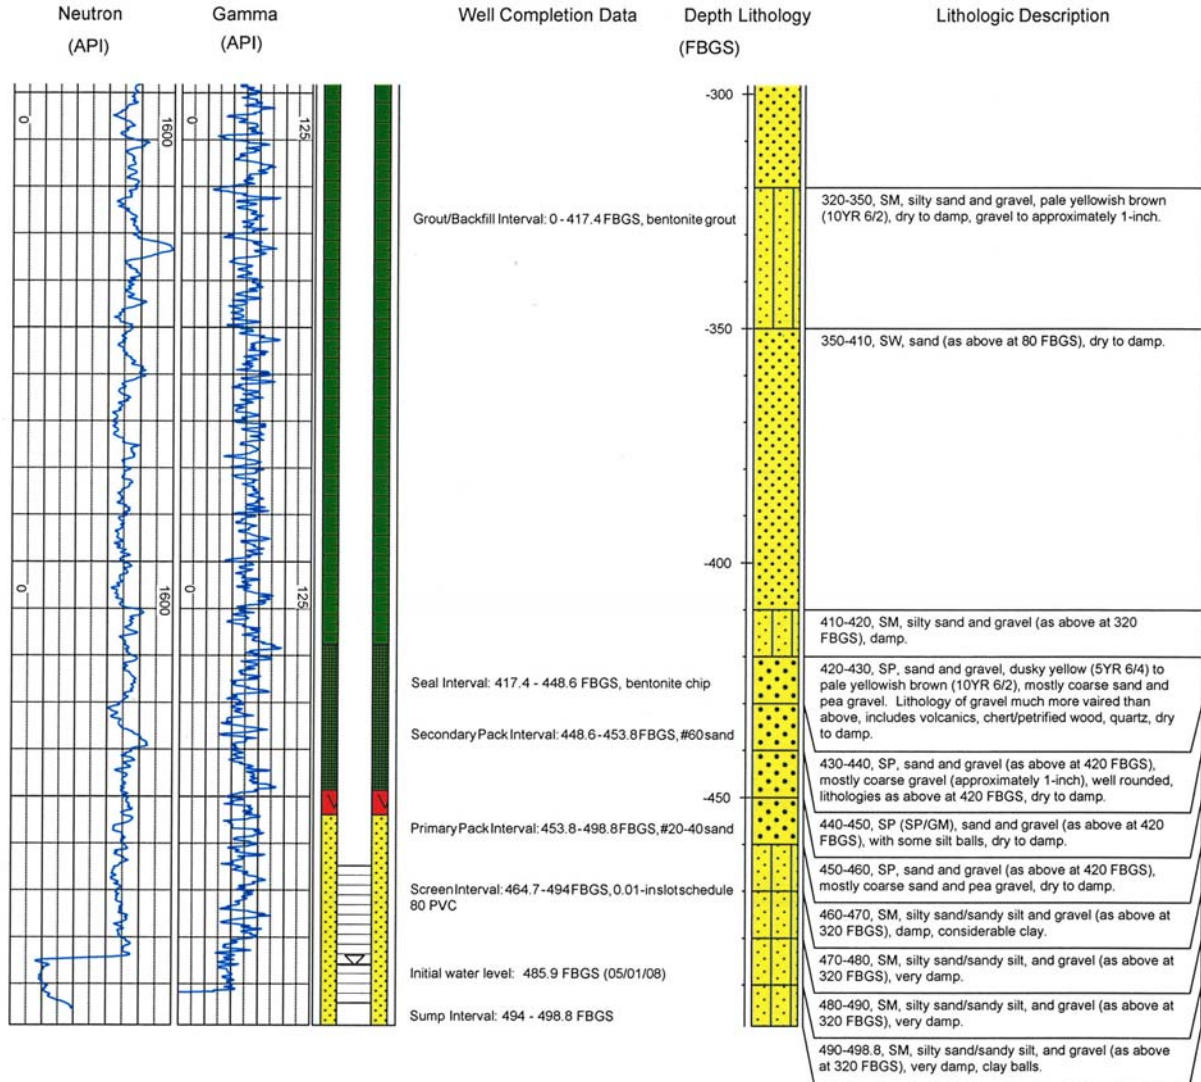 Neutron
(API)
Gamma
(API)
Well Completion Data
Depth Lithology
(FBGS)
Lithologic Description
0
1600
0
125
-300
320-350, SM, silty sand and gravel, pale yellowish brown
(10YR 6/2), dry to damp, gravel to approximately 1-inch.
Grout/Backfill Interval: 0 - 417.4 FBGS, bentonite grout
-350
350-410, SW, sand (as above at 80 FBGS), dry to damp.
-400
0
1600
0
125
410-420, SM, silty sand and gravel (as above at 320
FBGS), damp.
420-430, SP, sand and gravel, dusky yellow (5YR 6/4) to
pale yellowish brown (10YR 6/2), mostly coarse sand and
pea gravel. Lithology of gravel much more vaired than
above, includes volcanics, chert/petrified wood, quartz, dry
to damp.
Seal Interval: 417.4 - 448.6 FBGS, bentonite chip
Secondary Pack Interval: 448.6-453.8FBGS, #60 sand
430-440, SP, sand and gravel (as above at 420 FBGS),
mostly coarse gravel (approximately 1-inch), well rounded,
lithologies as above at 420 FBGS, dry to damp.
-450
440-450, SP (SP/GM), sand and gravel (as above at 420
FBGS), with some silt balls, dry to damp.
Primary Pack Interval: 453.8-498.8 FBGS, #20-40 sand
450-460, SP, sand and gravel (as above at 420 FBGS),
mostly coarse sand and pea gravel, dry to damp.
Screen Interval: 464.7-494 FBGS, 0.01-in slot schedule
80 PVC
460-470, SM, silty sand/sandy silt and gravel (as above at
320 FBGS), damp, considerable clay.
470-480, SM, silty sand/sandy silt, and gravel (as above at
320 FBGS), very damp.
Initial water level: 485.9 FBGS (05/01/08)
480-490, SM, silty sand/sandy silt, and gravel (as above at
320 FBGS), very damp.
Sump Interval: 494 - 498.8 FBGS
490-498.8, SM, silty sand/sandy silt, and gravel (as above
at 320 FBGS), very damp, clay balls.